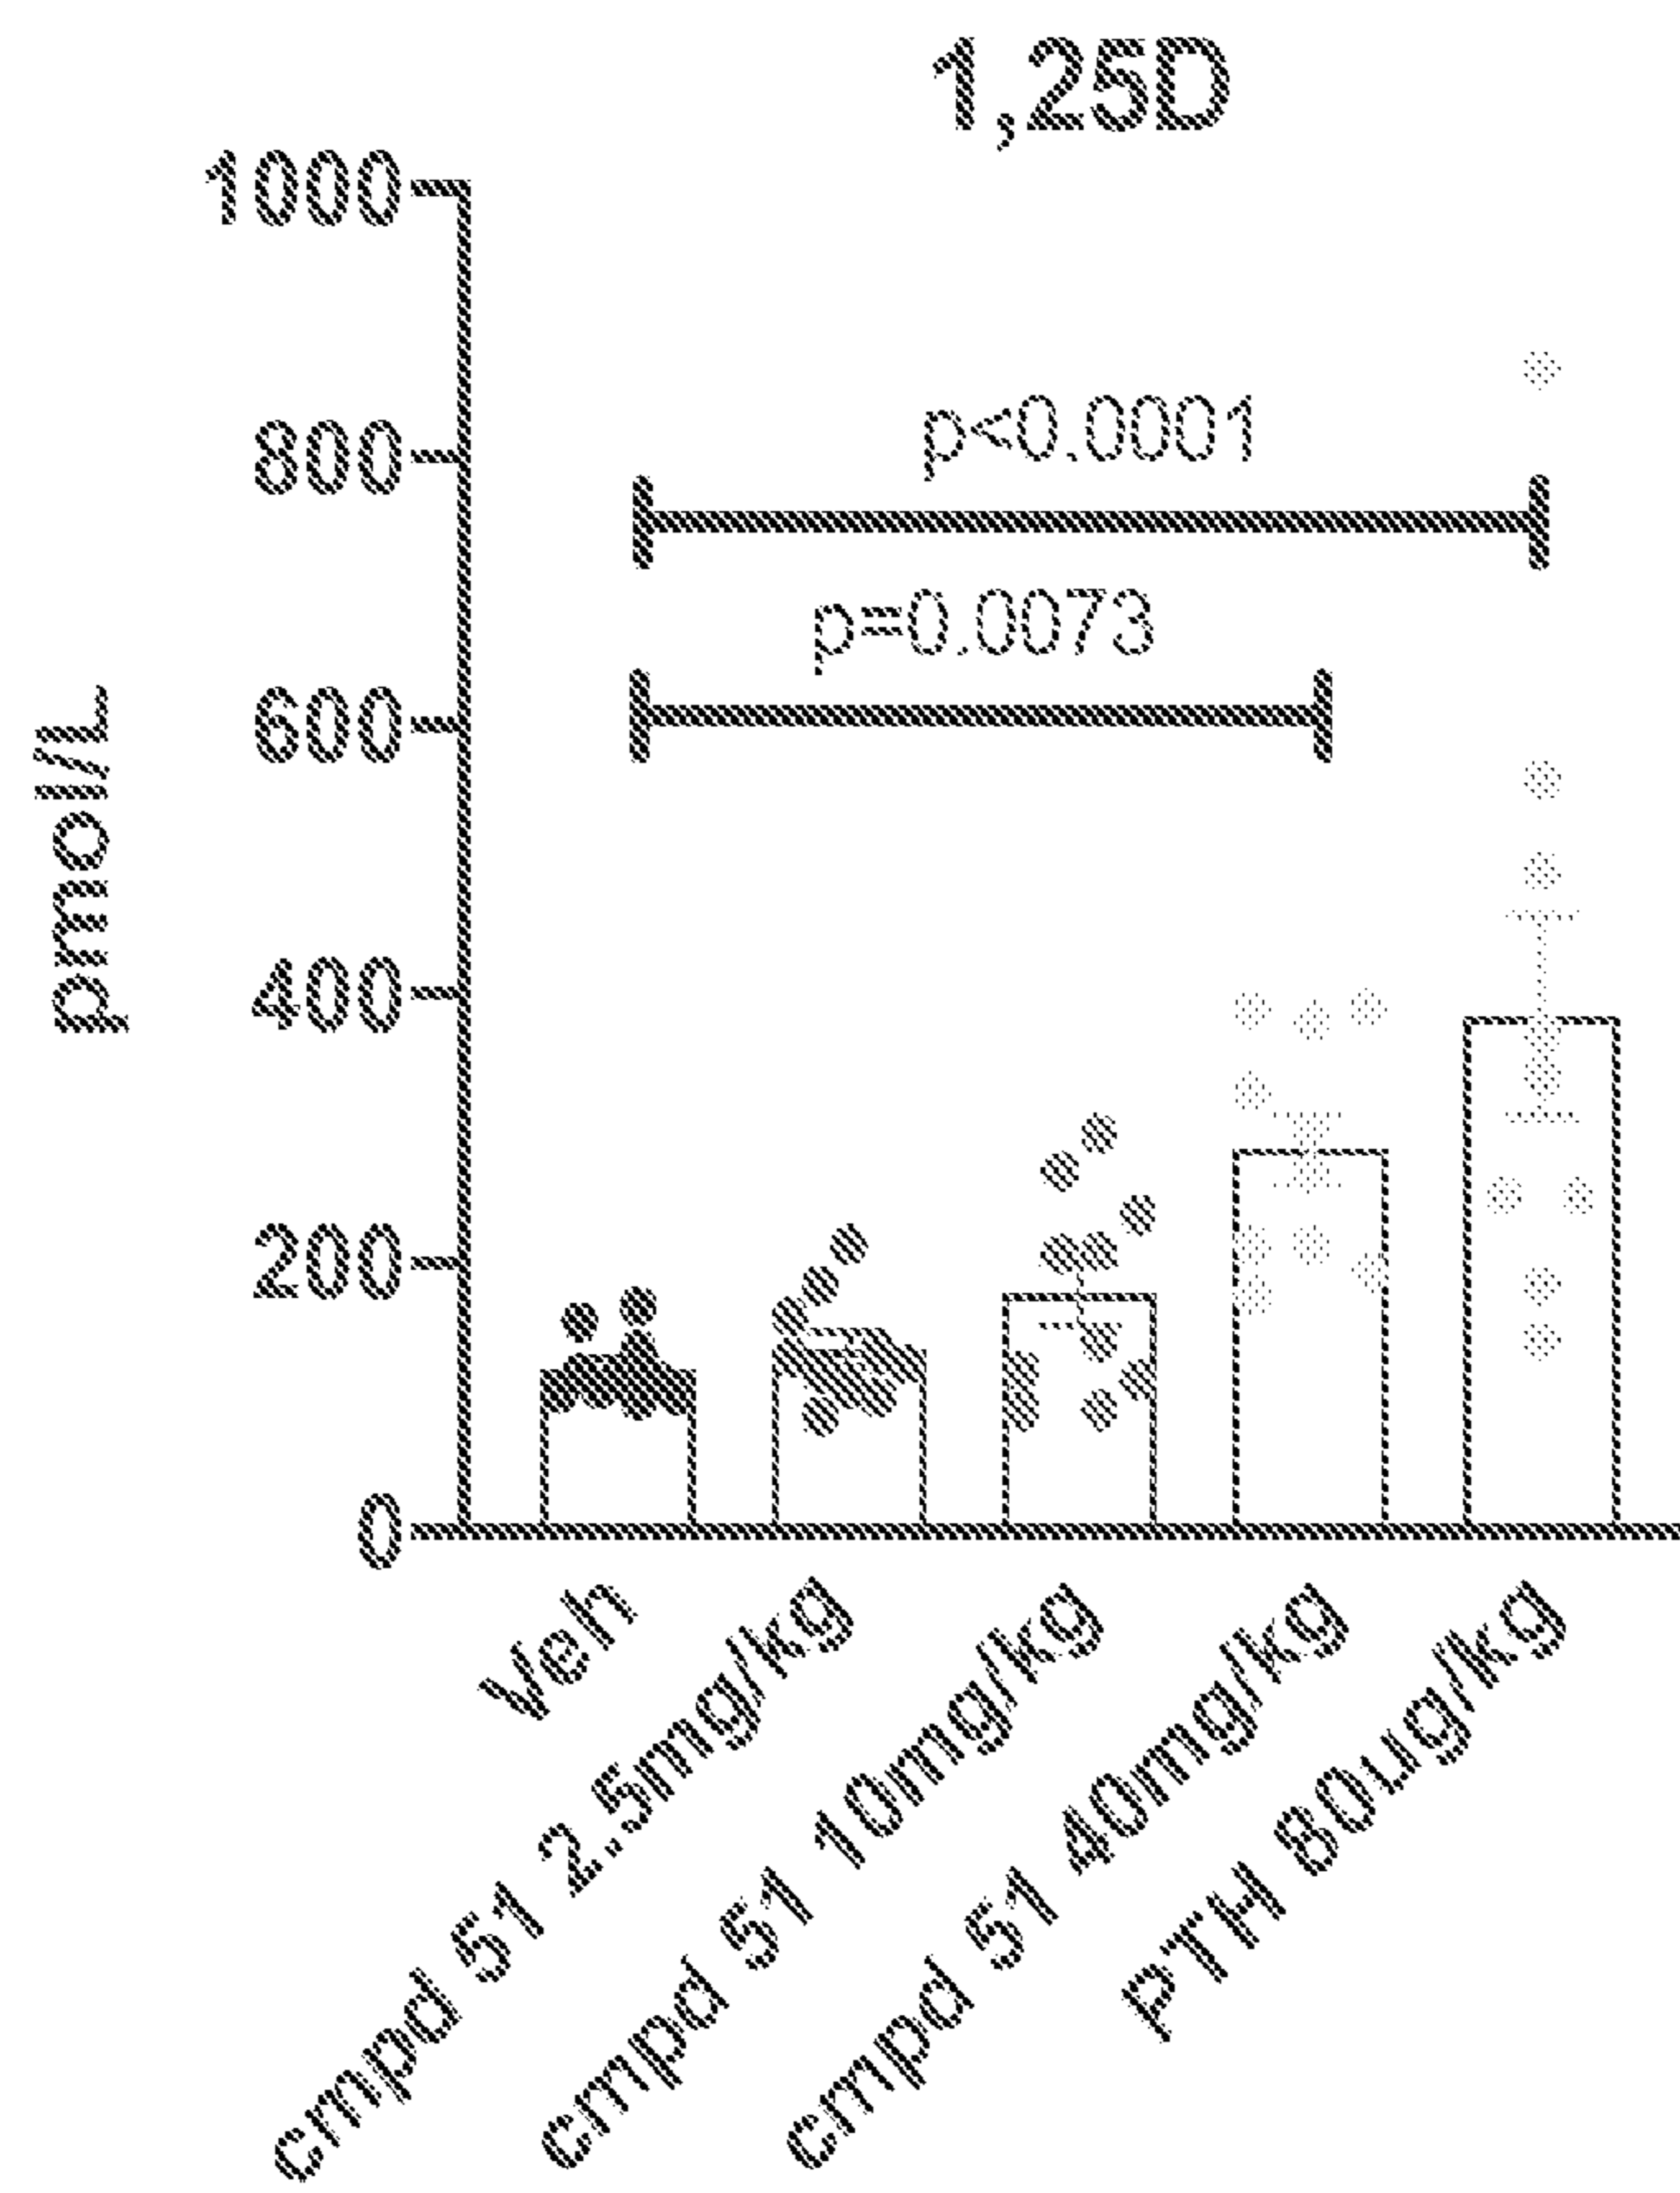 1,25D
1000
800
600
400
200
0
pmol/L
p<0.0001
p=0.0073
Veh
cmpd 51 2.5mg/kg
cmpd 51 10mg/kg
cmpd 51 40mg/kg
PTH 80ug/kg